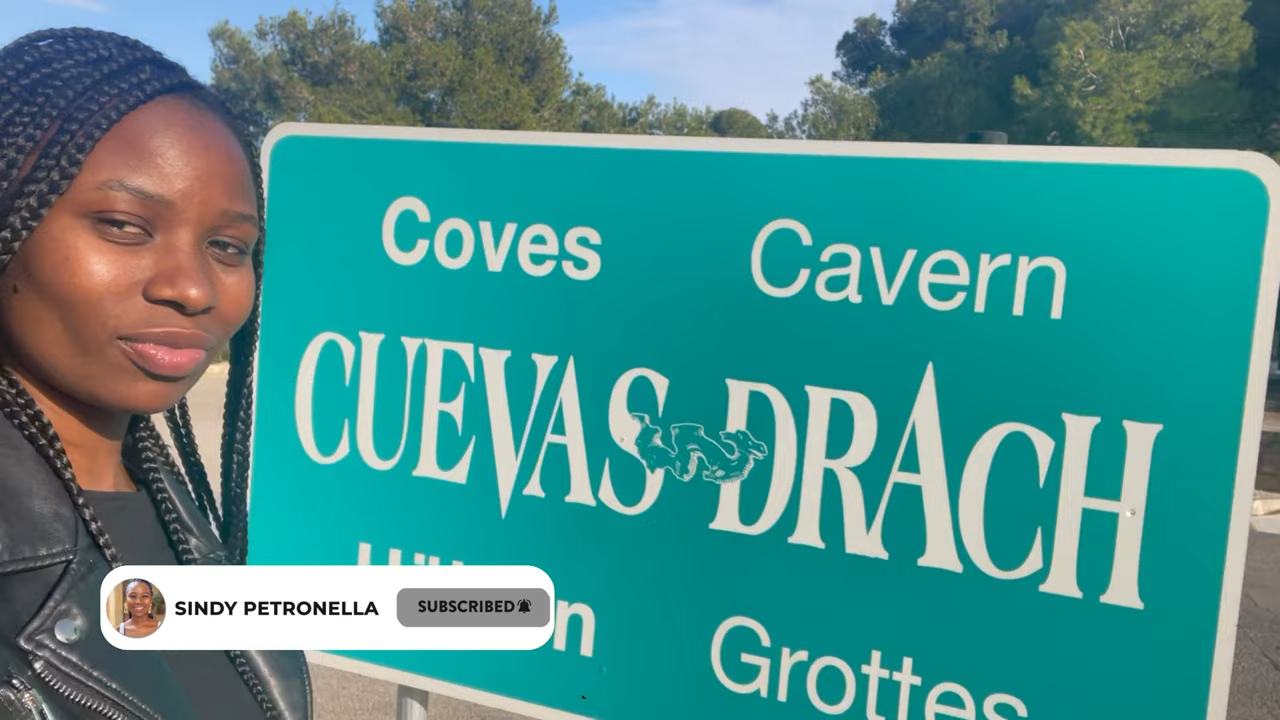 Coves Cavern
CUEVAS DRACH
Grottes
SINDY PETRONELLA
SUBSCRIBED